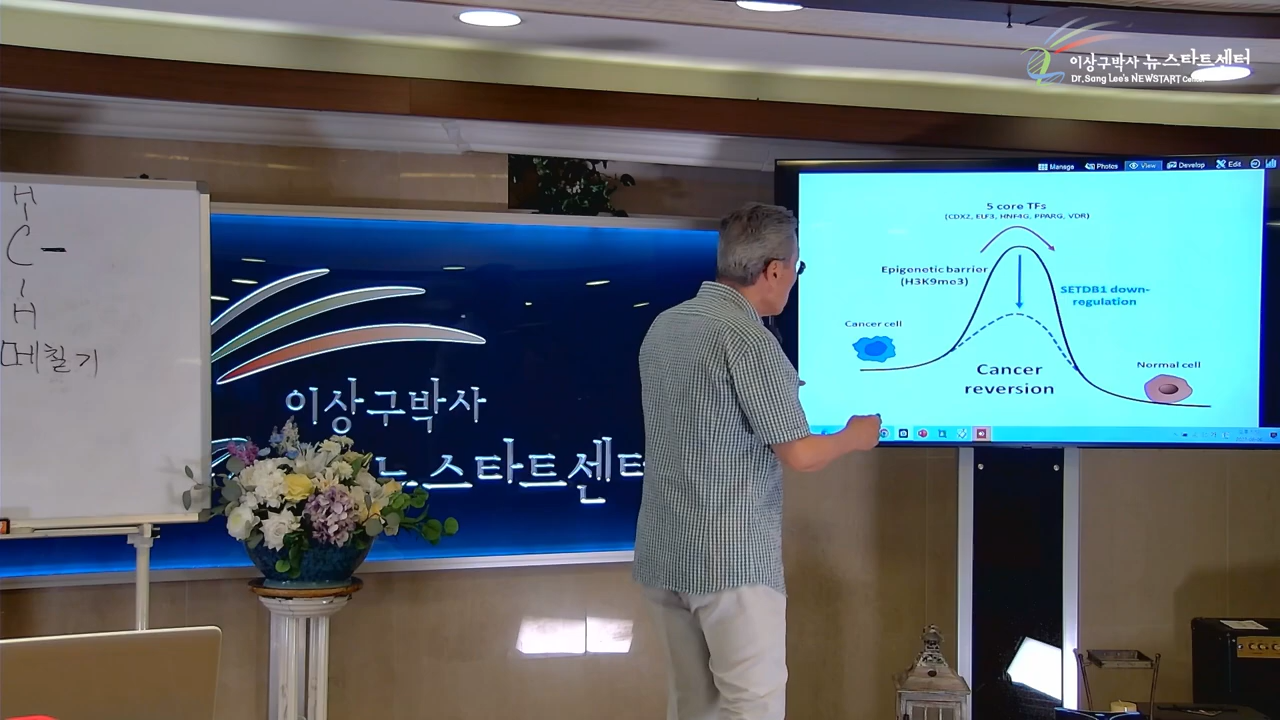 이상구박사 뉴스타트센터
Dr. Sang Lee's NEWSTART Center
H
C
H
메칠기
이상구박사
뉴스타트센터
Manage Photos View Develop Edit
5 core TFs
(CDX2, ELF3, HNF4G, PPARG, VDR)
Epigenetic barrier
(H3K9me3)
SETDB1 down-
regulation
Cancer cell
Cancer
reversion
Normal cell